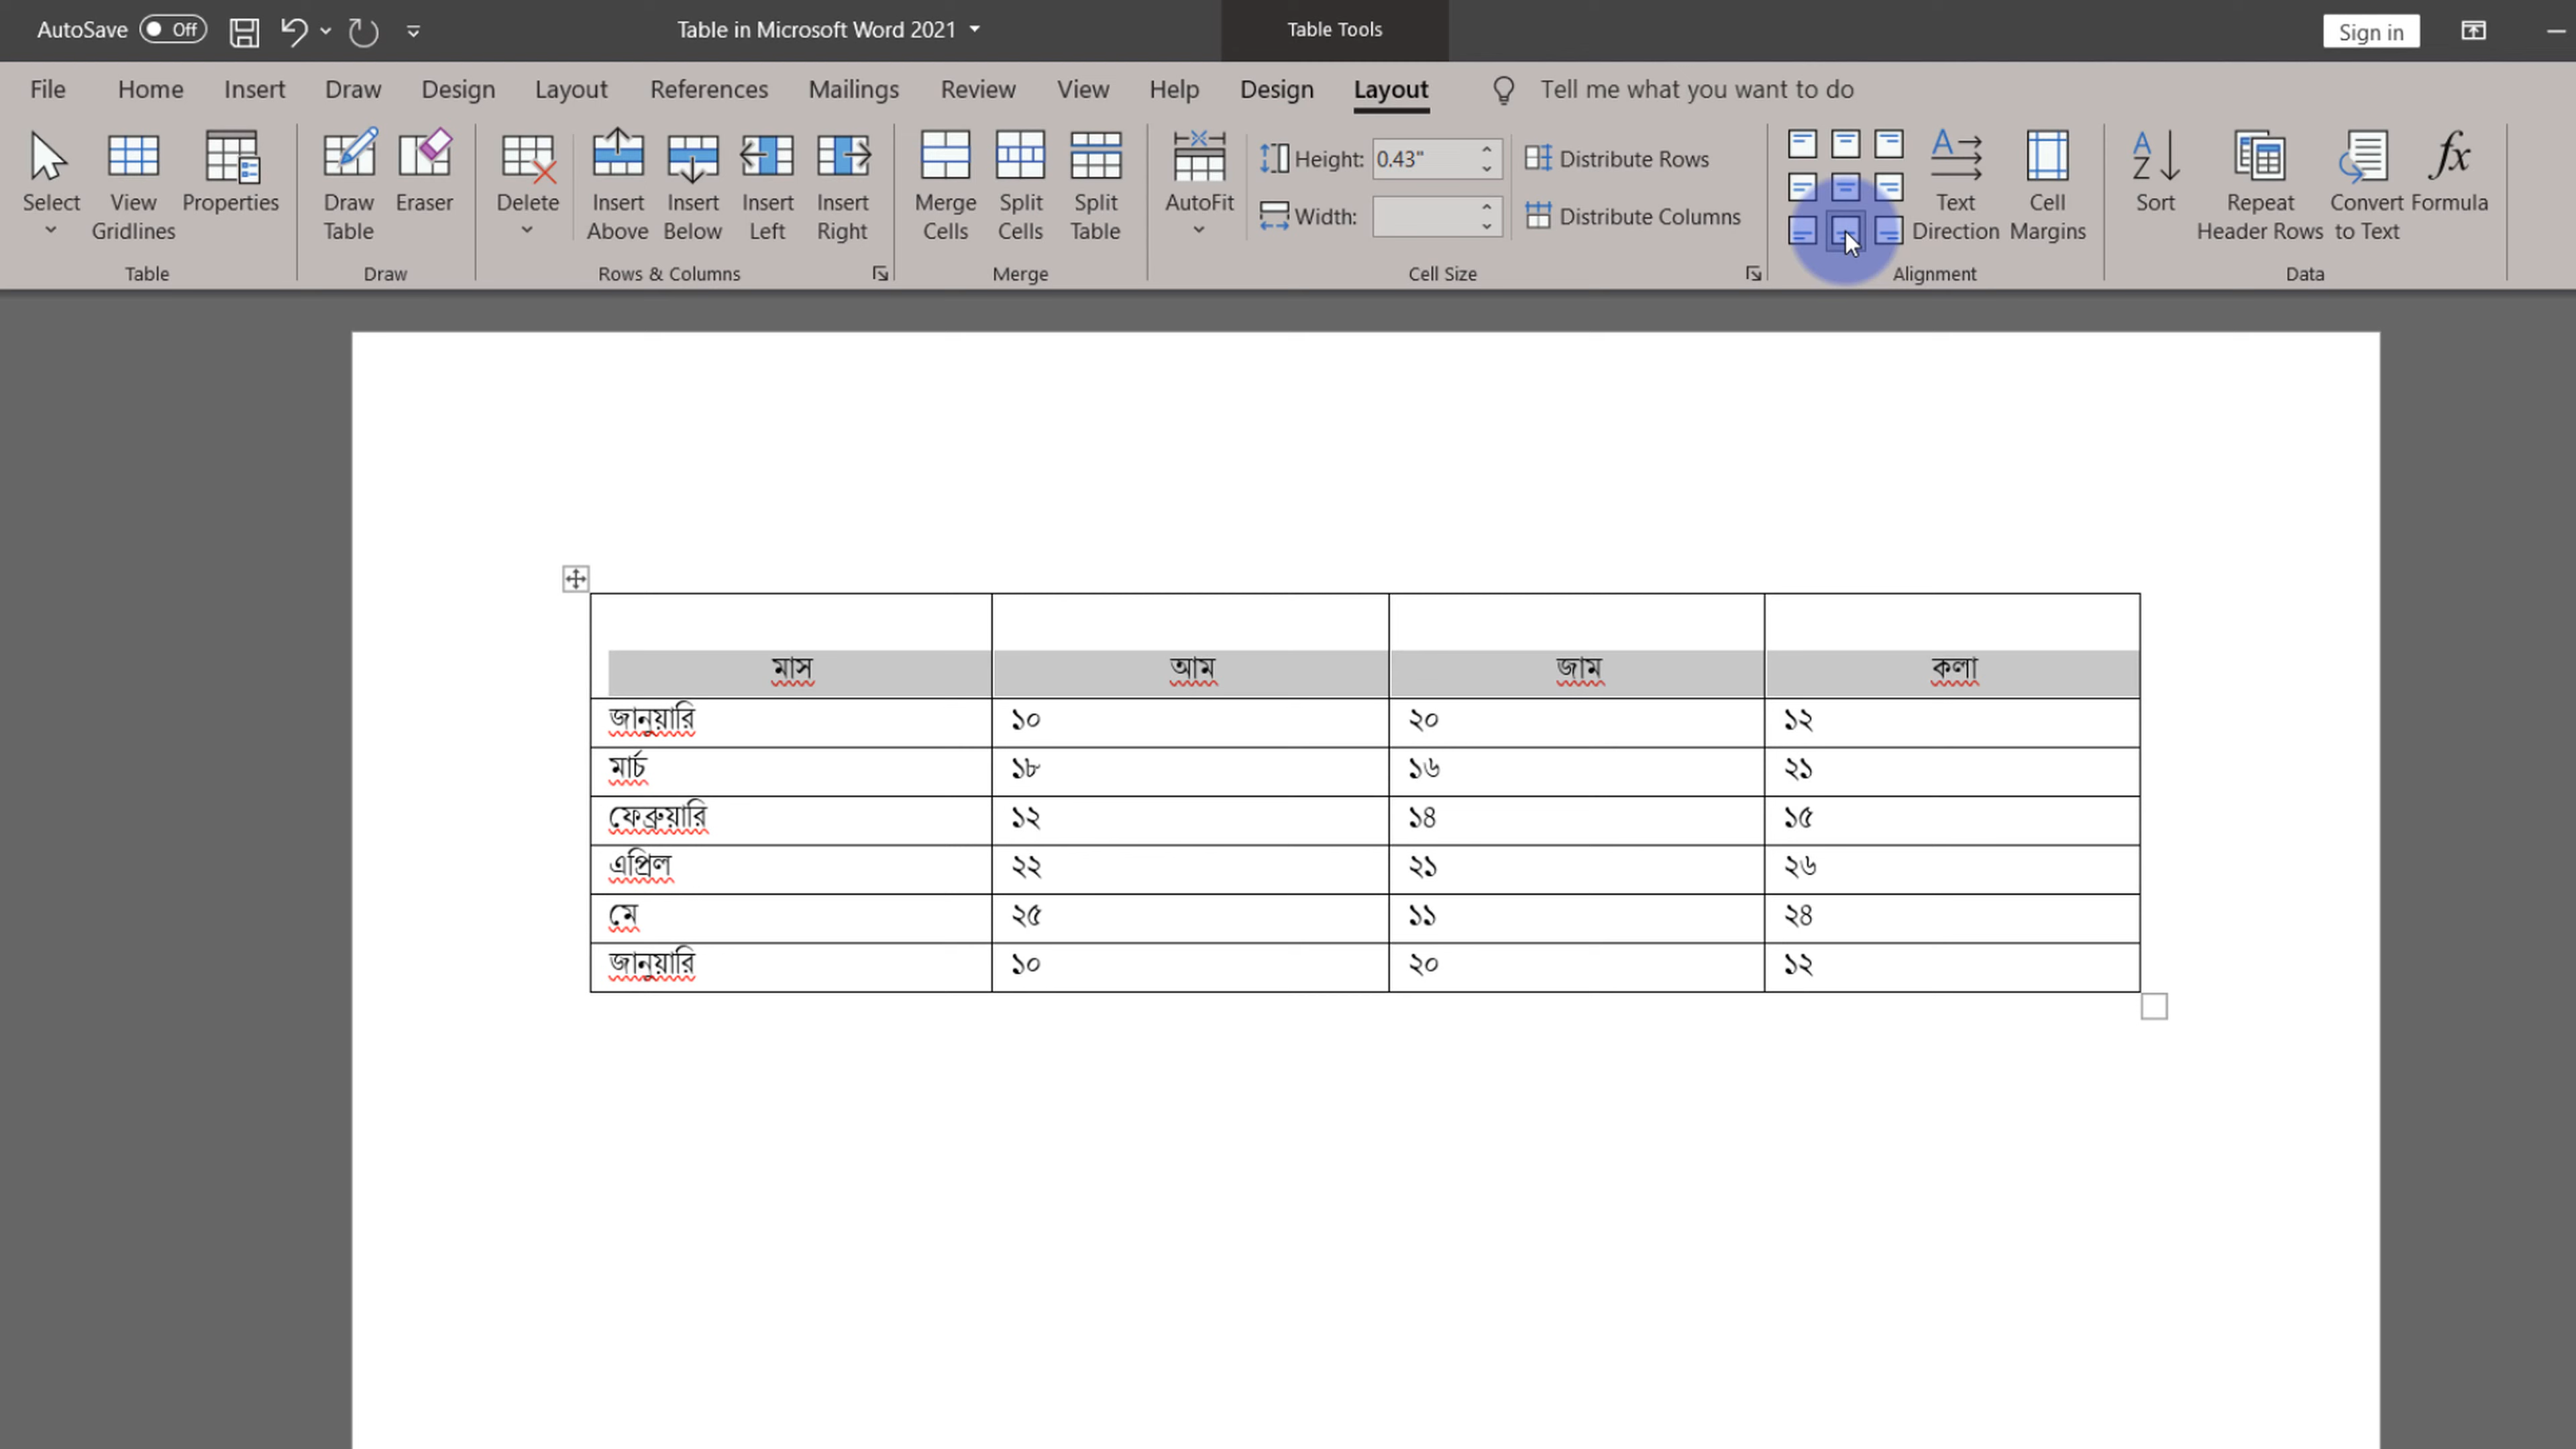 AutoSave Off Table in Microsoft Word 2021 Table Tools Sign in
File Home Insert Draw Design Layout References Mailings Review View Help Design Layout Tell me what you want to do
Select View Gridlines Properties Draw Table Eraser Delete Insert Above Insert Below Insert Left Insert Right Merge Cells Split Cells Split Table AutoFit Height: 0.43" Distribute Rows Text Direction Cell Margins Sort Repeat Header Rows Convert to Text Formula
Width: Distribute Columns
Table Draw Rows & Columns Merge Cell Size Alignment Data
মাস আম জাম কলা
জানুয়ারি ১০ ২০ ১২
মার্চ ১৮ ১৬ ২১
ফেব্রুয়ারি ১২ ১৪ ১৫
এপ্রিল ২২ ২১ ২৬
মে ২৫ ১১ ২৪
জানুয়ারি ১০ ২০ ১২